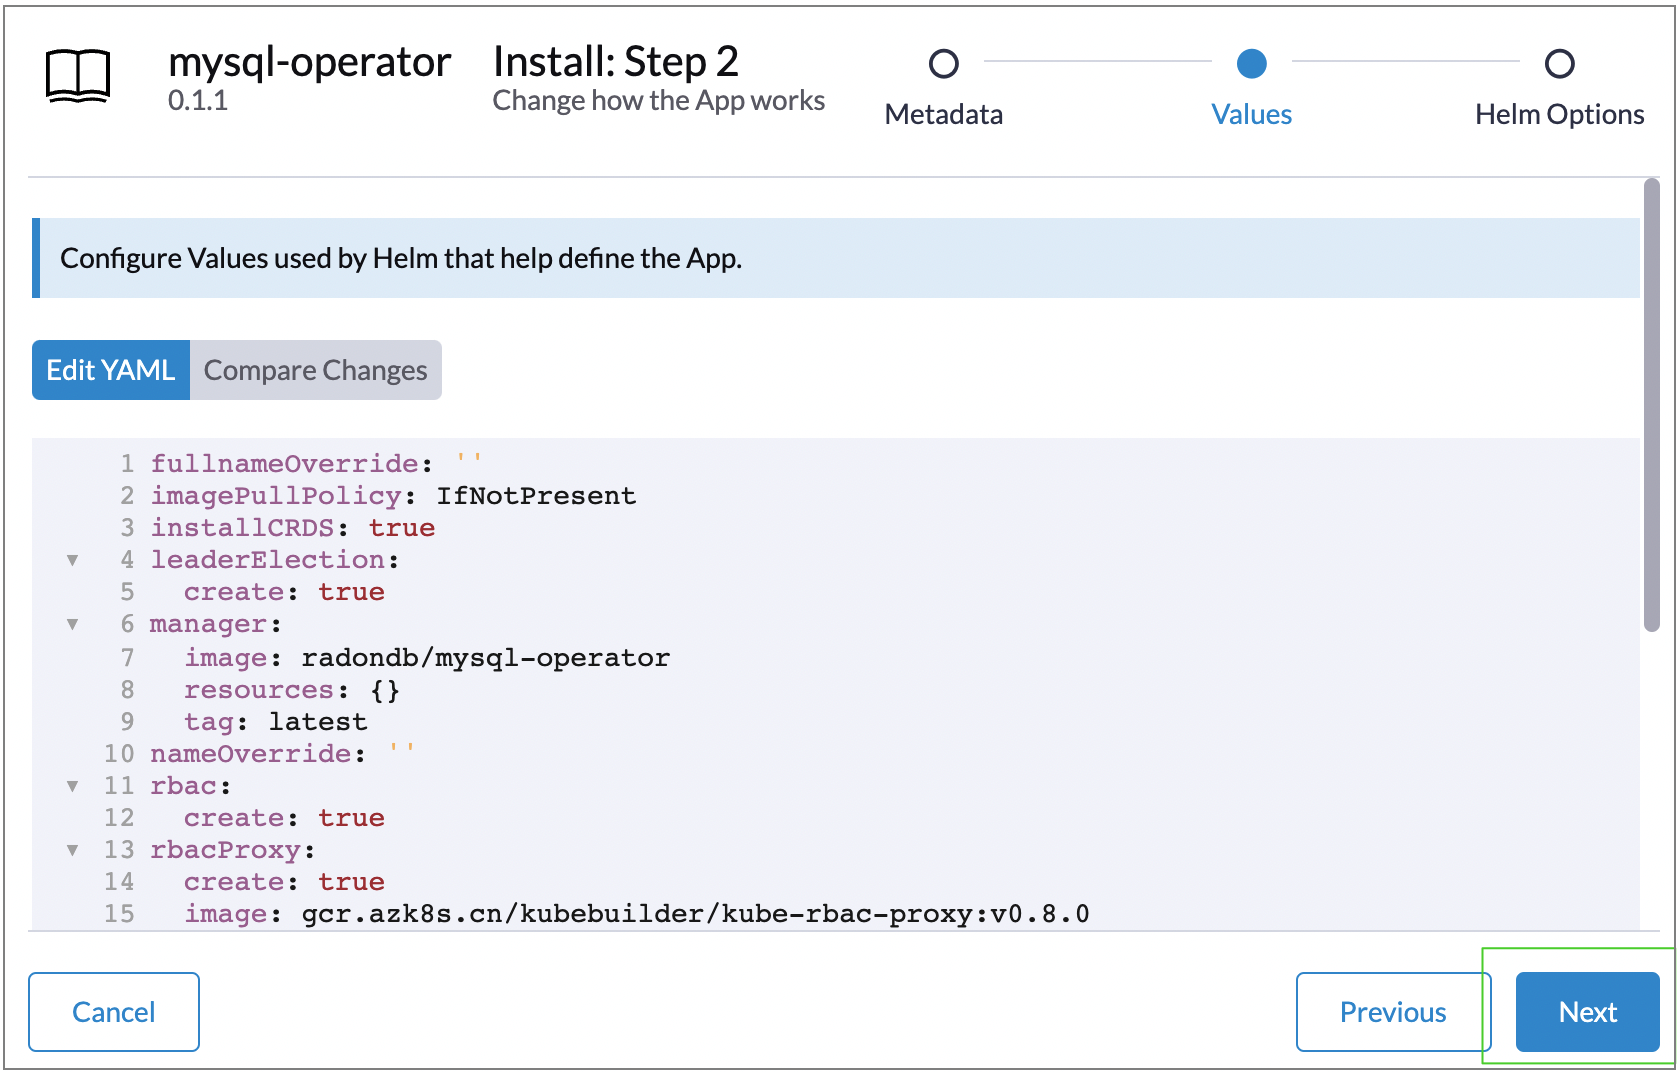 mysql-operator
0.1.1
Install: Step 2
Change how the App works
Metadata
Values
Helm Options
Configure Values used by Helm that help define the App.
Edit YAML
Compare Changes
1 fullnameOverride: ''
2 imagePullPolicy: IfNotPresent
3 installCRDS: true
4 leaderElection:
5   create: true
6 manager:
7   image: radondb/mysql-operator
8   resources: {}
9   tag: latest
10 nameOverride: ''
11 rbac:
12   create: true
13 rbacProxy:
14   create: true
15   image: gcr.azk8s.cn/kubebuilder/kube-rbac-proxy:v0.8.0
Cancel
Previous
Next